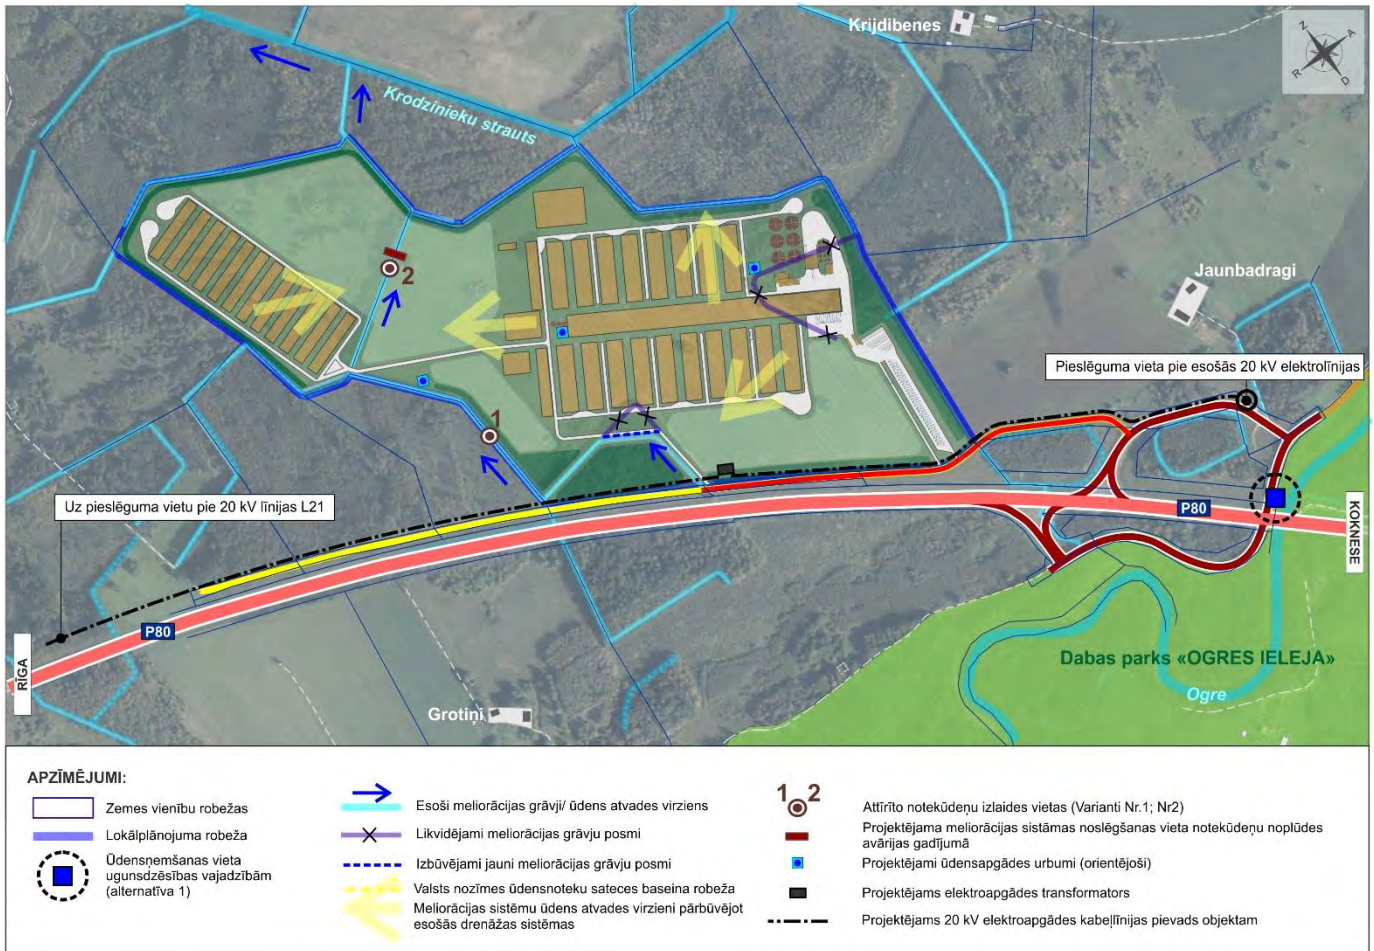 Krijdibenes
Z
A
R
D
Krodzinieku strauts
Jaunbadragi
2
Pieslēguma vieta pie esošās 20 kV elektrolīnijas
1
Uz pieslēguma vietu pie 20 kV līnijas L21
P80
KOKNESE
P80
RĪGA
Dabas parks «OGRES IELEJA»
Ogre
Grotiņi
APZĪMĒJUMI:
Zemes vienību robežas
Lokālplānojuma robeža
Ūdensņemšanas vieta
ugunsdzēsības vajadzībām
(alternatīva 1)
Esoši meliorācijas grāvji/ ūdens atvades virziens
Likvidējami meliorācijas grāvju posmi
Izbūvējami jauni meliorācijas grāvju posmi
Valsts nozīmes ūdensnoteku sateces baseina robeža
Meliorācijas sistēmu ūdens atvades virzieni pārbūvējot
esošās drenāžas sistēmas
1 2
Attīrīto notekūdeņu izlaides vietas (Varianti Nr.1; Nr2)
Projektējama meliorācijas sistāmas noslēgšanas vieta notekūdeņu noplūdes
avārijas gadījumā
Projektējami ūdensapgādes urbumi (orientējoši)
Projektējams elektroapgādes transformators
Projektējams 20 kV elektroapgādes kabeļlīnijas pievads objektam